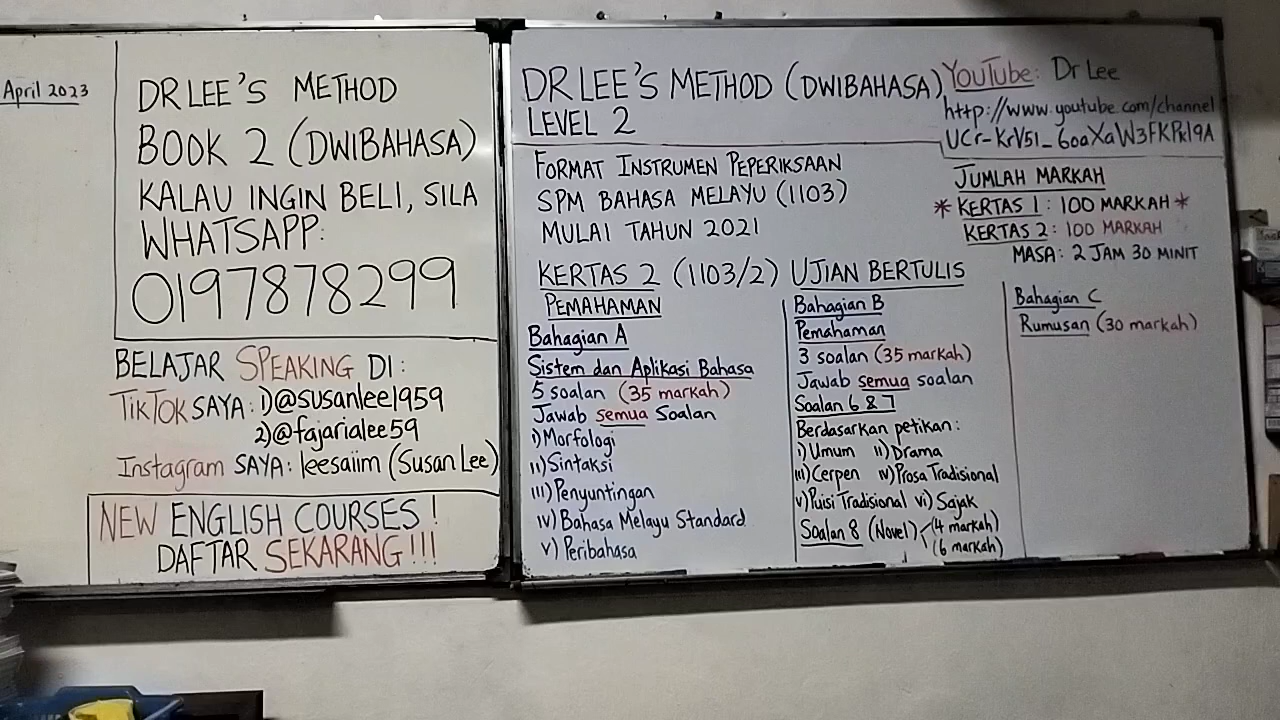 April 2023
DR LEE'S METHOD
BOOK 2 (DWIBAHASA)
KALAU INGIN BELI, SILA
WHATSAPP:
0197878299
BELAJAR SPEAKING DI:
TIKTOK SAYA: 1)@susanlee1959
2)@fajarialee59
Instagram SAYA: leesaiim (Susan Lee)
NEW ENGLISH COURSES!
DAFTAR SEKARANG!!!
DR LEE'S METHOD (DWIBAHASA)
LEVEL 2
YouTube: Dr Lee
http://www.youtube.com/channel
UCr-KrV51_6oaXaW3FKPkl9A
FORMAT INSTRUMEN PEPERIKSAAN
SPM BAHASA MELAYU (1103)
MULAI TAHUN 2021
JUMLAH MARKAH
* KERTAS 1: 100 MARKAH *
KERTAS 2: 100 MARKAH
MASA: 2 JAM 30 MINIT
KERTAS 2 (1103/2) UJIAN BERTULIS
PEMAHAMAN
Bahagian A
Sistem dan Aplikasi Bahasa
5 soalan (35 markah)
Jawab semua Soalan
i) Morfologi
ii) Sintaksi
iii) Penyuntingan
iv) Bahasa Melayu Standard
v) Peribahasa
Bahagian B
Pemahaman
3 soalan (35 markah)
Jawab semua soalan
Soalan 6 & 7
Berdasarkan petikan:
i) Umum ii) Drama
iii) Cerpen iv) Prosa Tradisional
v) Puisi Tradisional vi) Sajak
Soalan 8 (Novel) (4 markah)
(6 markah)
Bahagian C
Rumusan (30 markah)